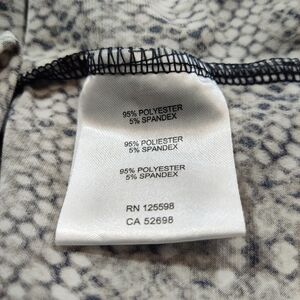 95% POLYESTER
5% SPANDEX
95% POLIESTER
5% SPANDEX
95% POLYESTER
5% SPANDEX
RN 125598
CA 52698